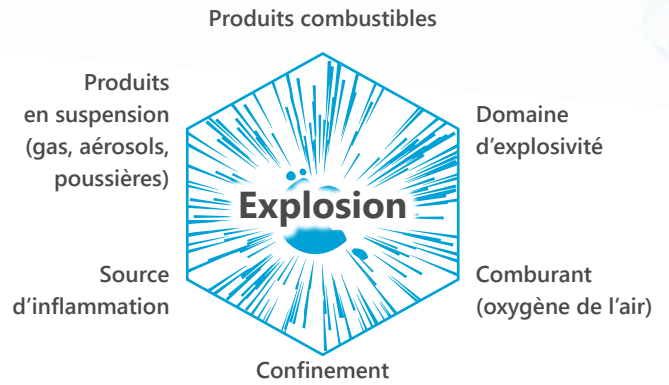 Produits combustibles
Produits
en suspension
(gas, aérosols,
poussières)
Domaine
d'explosivité
Explosion
Source
d'inflammation
Comburant
(oxygène de l'air)
Confinement